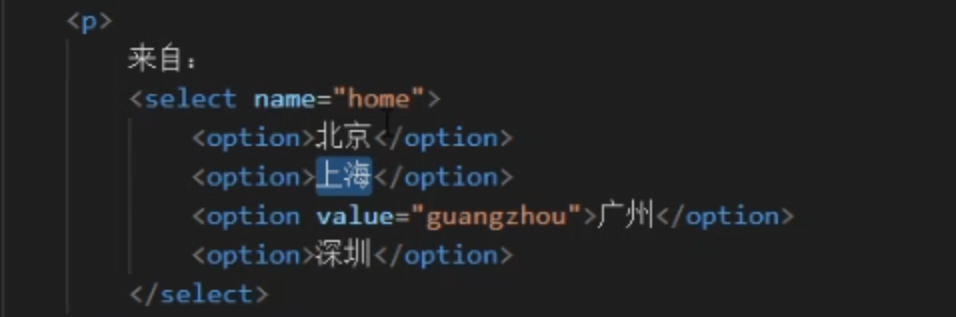 <p>
来自：
<select name="home">
<option>北京</option>
<option>上海</option>
<option value="guangzhou">广州</option>
<option>深圳</option>
</select>